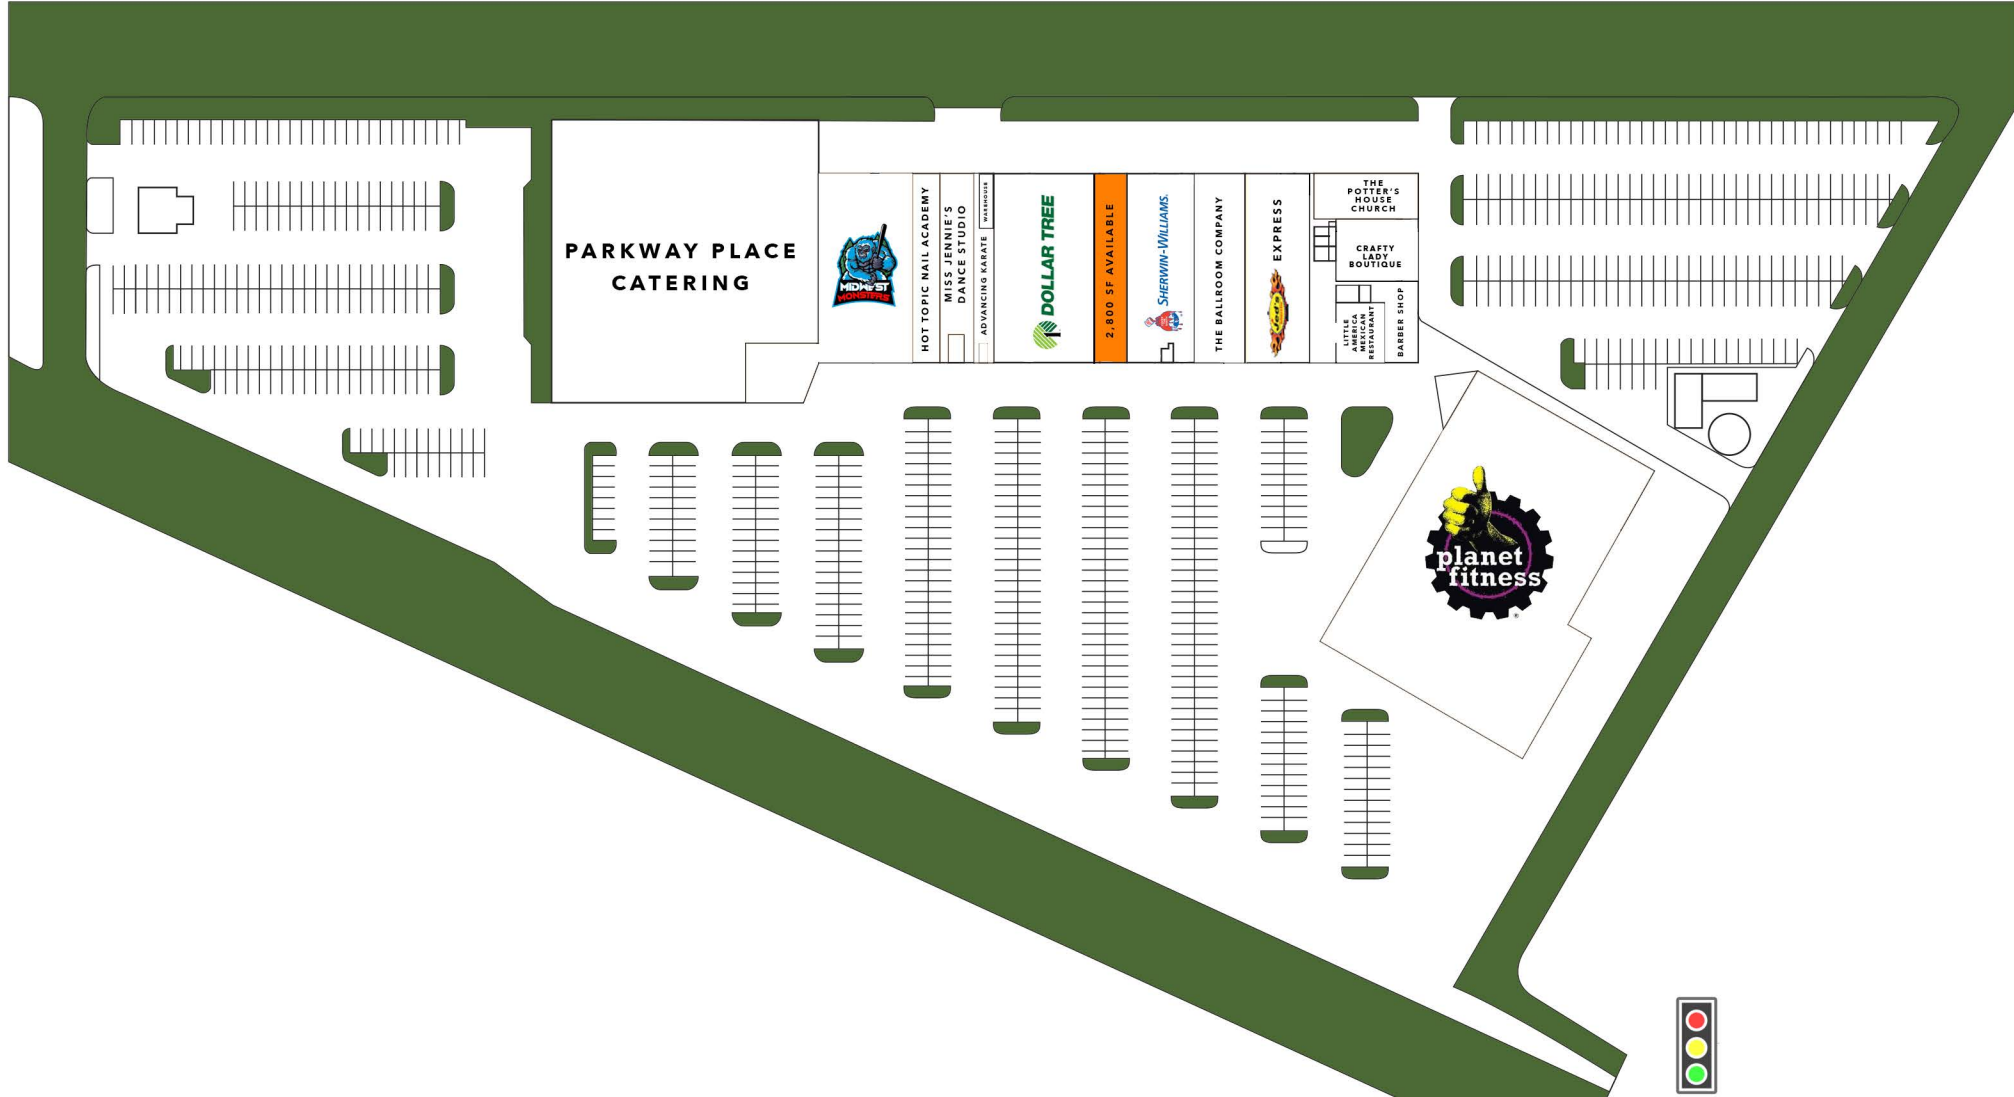 PARKWAY PLACE
CATERING
MIDWEST
MONSTERS
HOT TOPIC NAIL ACADEMY
MISS JENNIE'S
DANCE STUDIO
WAREHOUSE
ADVANCING KARATE
DOLLAR TREE
2,800 SF AVAILABLE
SHERWIN-WILLIAMS.
THE BALLROOM COMPANY
Jed's
EXPRESS
THE
POTTER'S
HOUSE
CHURCH
CRAFTY
LADY
BOUTIQUE
LITTLE
AMERICA
MEXICAN
RESTAURANT
BARBER SHOP
planet
fitness
®